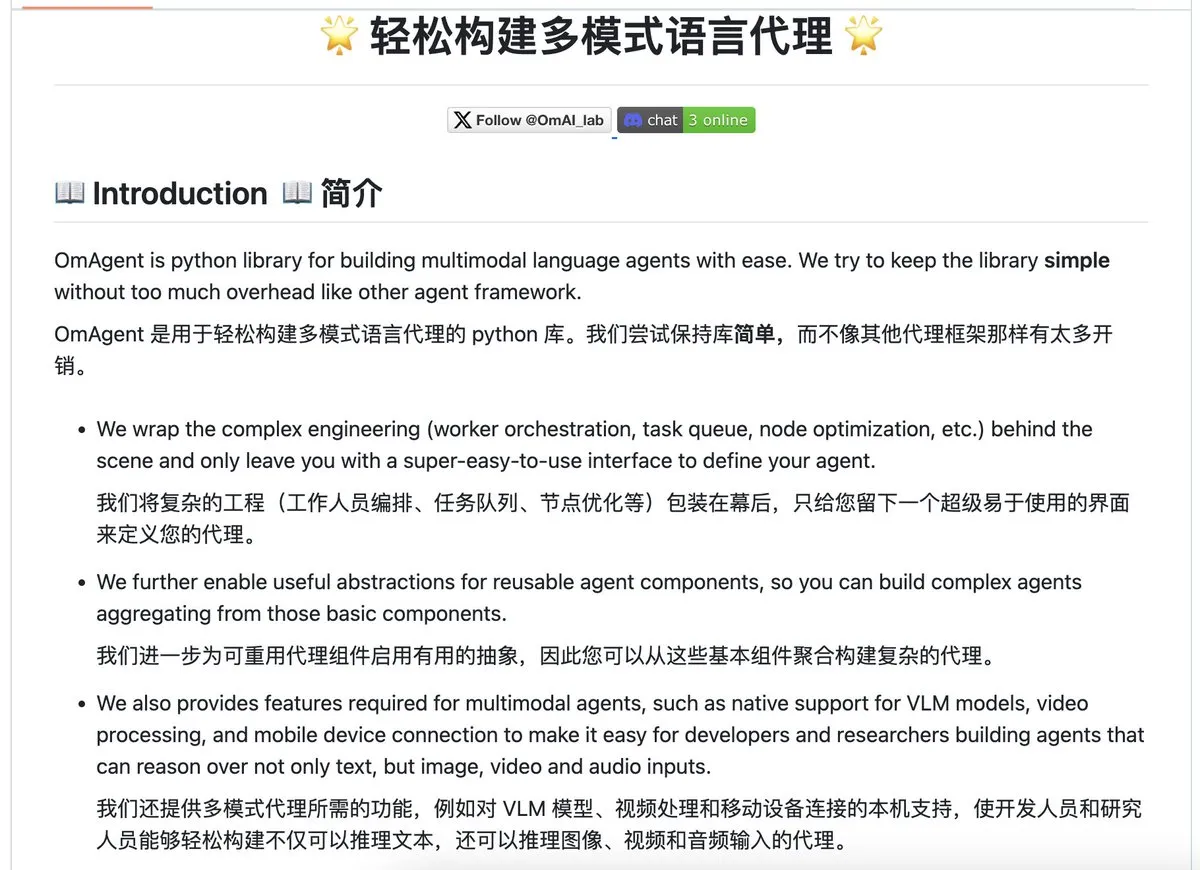 🌟 轻松构建多模式语言代理 🌟
Follow @OmAI_lab chat 3 online
📖 Introduction 📖 简介
OmAgent is python library for building multimodal language agents with ease. We try to keep the library simple
without too much overhead like other agent framework.
OmAgent 是用于轻松构建多模式语言代理的 python 库。我们尝试保持库简单，而不像其他代理框架那样有太多开
销。
• We wrap the complex engineering (worker orchestration, task queue, node optimization, etc.) behind the
scene and only leave you with a super-easy-to-use interface to define your agent.
我们将复杂的工程（工作人员编排、任务队列、节点优化等）包装在幕后，只给您留下一个超级易于使用的界面
来定义您的代理。
• We further enable useful abstractions for reusable agent components, so you can build complex agents
aggregating from those basic components.
我们进一步为可重用代理组件启用有用的抽象，因此您可以从这些基本组件聚合构建复杂的代理。
• We also provides features required for multimodal agents, such as native support for VLM models, video
processing, and mobile device connection to make it easy for developers and researchers building agents that
can reason over not only text, but image, video and audio inputs.
我们还提供多模式代理所需的功能，例如对 VLM 模型、视频处理和移动设备连接的本机支持，使开发人员和研究
人员能够轻松构建不仅可以推理文本，还可以推理图像、视频和音频输入的代理。